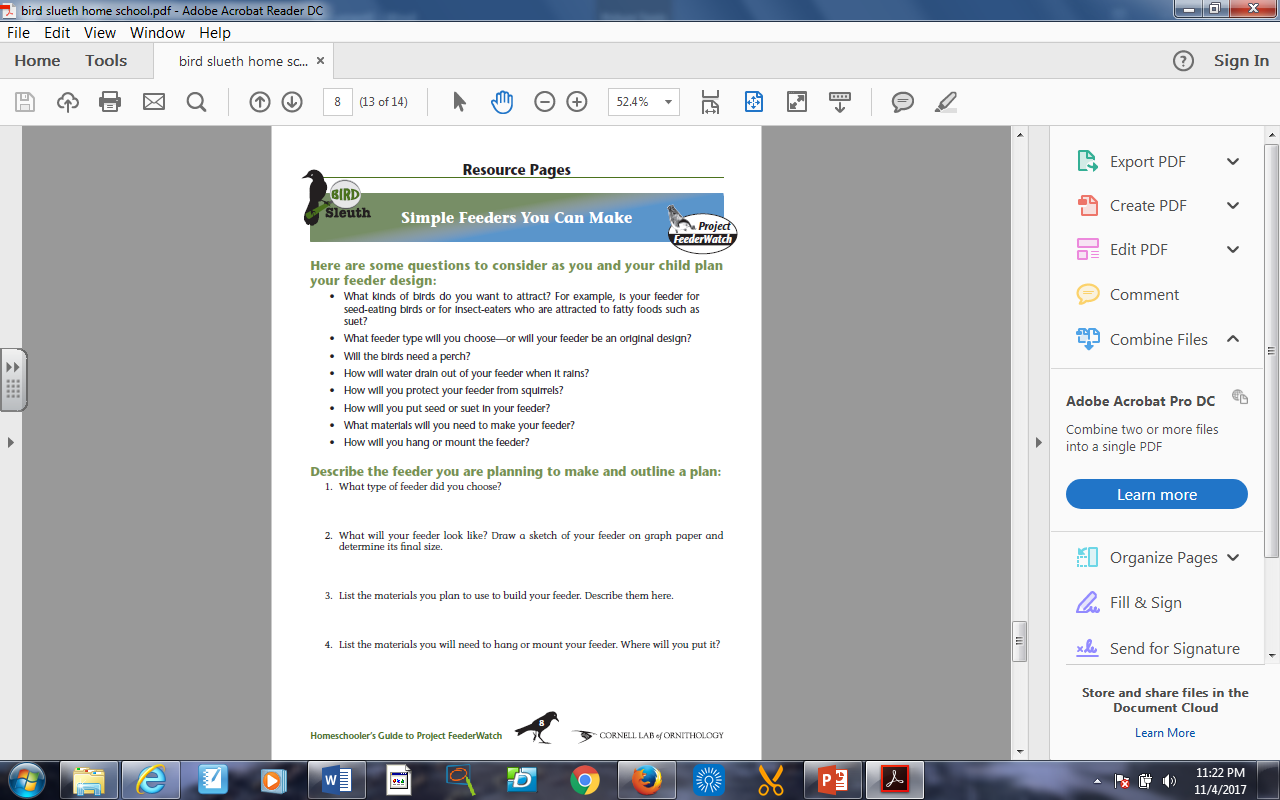 bird slueth home school.pdf - Adobe Acrobat Reader DC
File Edit View Window Help
Home Tools bird slueth home sc... × Sign In
8 (13 of 14) 52.4%
Resource Pages
BIRD
Sleuth
Simple Feeders You Can Make
Project
FeederWatch
Here are some questions to consider as you and your child plan
your feeder design:
• What kinds of birds do you want to attract? For example, is your feeder for
seed-eating birds or for insect-eaters who are attracted to fatty foods such as
suet?
• What feeder type will you choose—or will your feeder be an original design?
• Will the birds need a perch?
• How will water drain out of your feeder when it rains?
• How will you protect your feeder from squirrels?
• How will you put seed or suet in your feeder?
• What materials will you need to make your feeder?
• How will you hang or mount the feeder?
Describe the feeder you are planning to make and outline a plan:
1. What type of feeder did you choose?
2. What will your feeder look like? Draw a sketch of your feeder on graph paper and
determine its final size.
3. List the materials you plan to use to build your feeder. Describe them here.
4. List the materials you will need to hang or mount your feeder. Where will you put it?
Homeschooler's Guide to Project FeederWatch 8 CORNELL LAB of ORNITHOLOGY
Export PDF
Create PDF
Edit PDF
Comment
Combine Files
Adobe Acrobat Pro DC
Combine two or more files
into a single PDF
Learn more
Organize Pages
Fill & Sign
Send for Signature
Store and share files in the
Document Cloud
Learn More
11:22 PM
11/4/2017